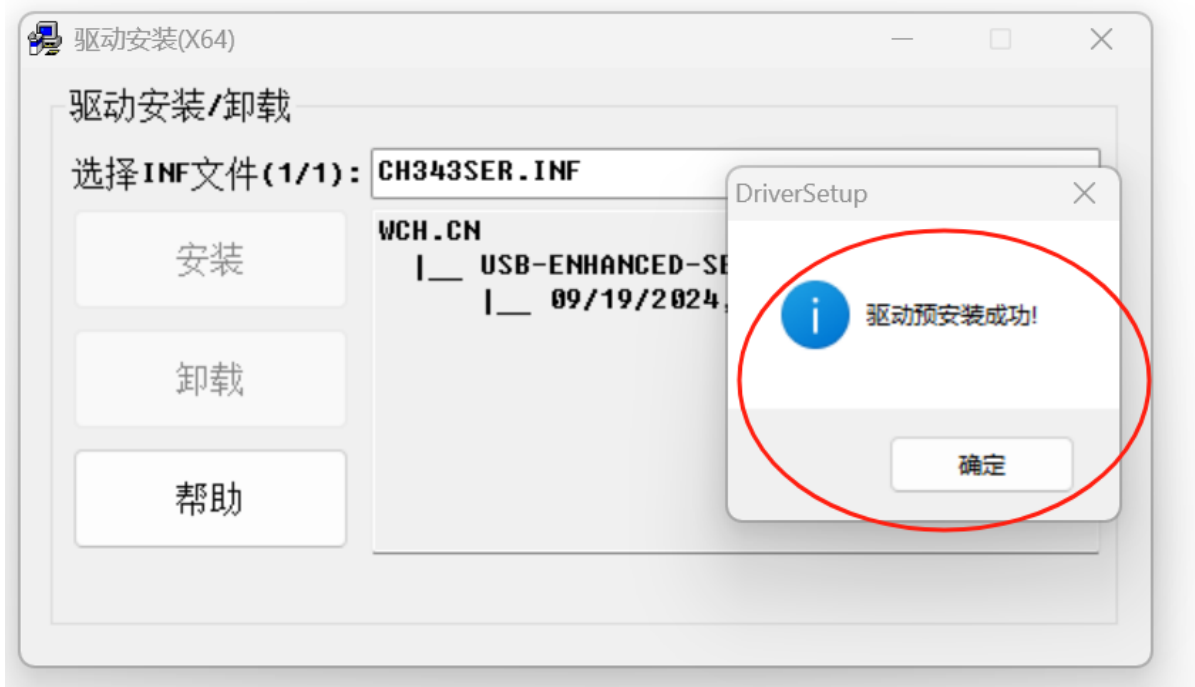 驱动安装(X64)
驱动安装/卸载
选择INF文件(1/1):
CH343SER.INF
安装
卸载
帮助
WCH.CN
|__ USB-ENHANCED-SE
|__ 09/19/2024,
DriverSetup
驱动预安装成功!
确定